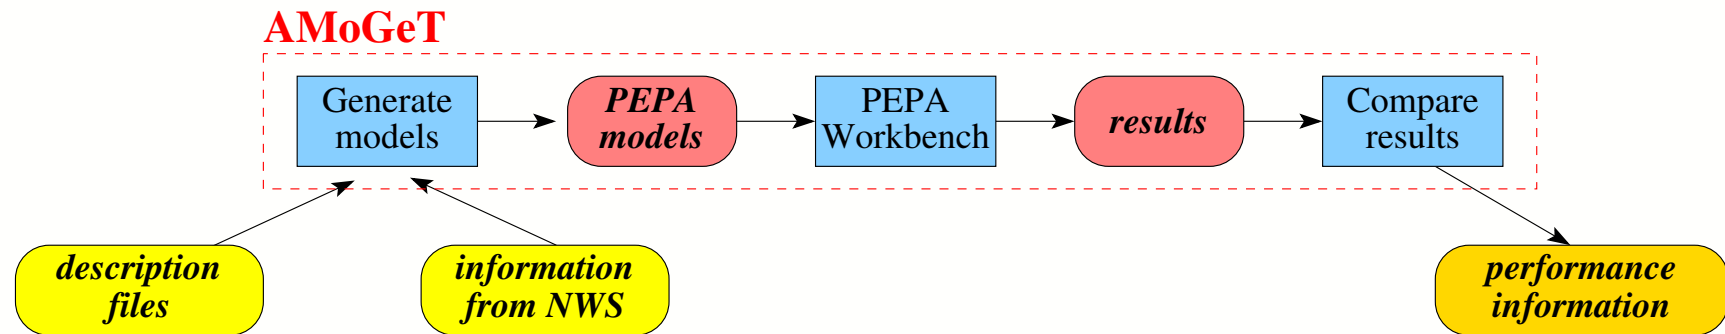 AMoGeT
Generate
models
PEPA
models
PEPA
Workbench
results
Compare
results
description
files
information
from NWS
performance
information